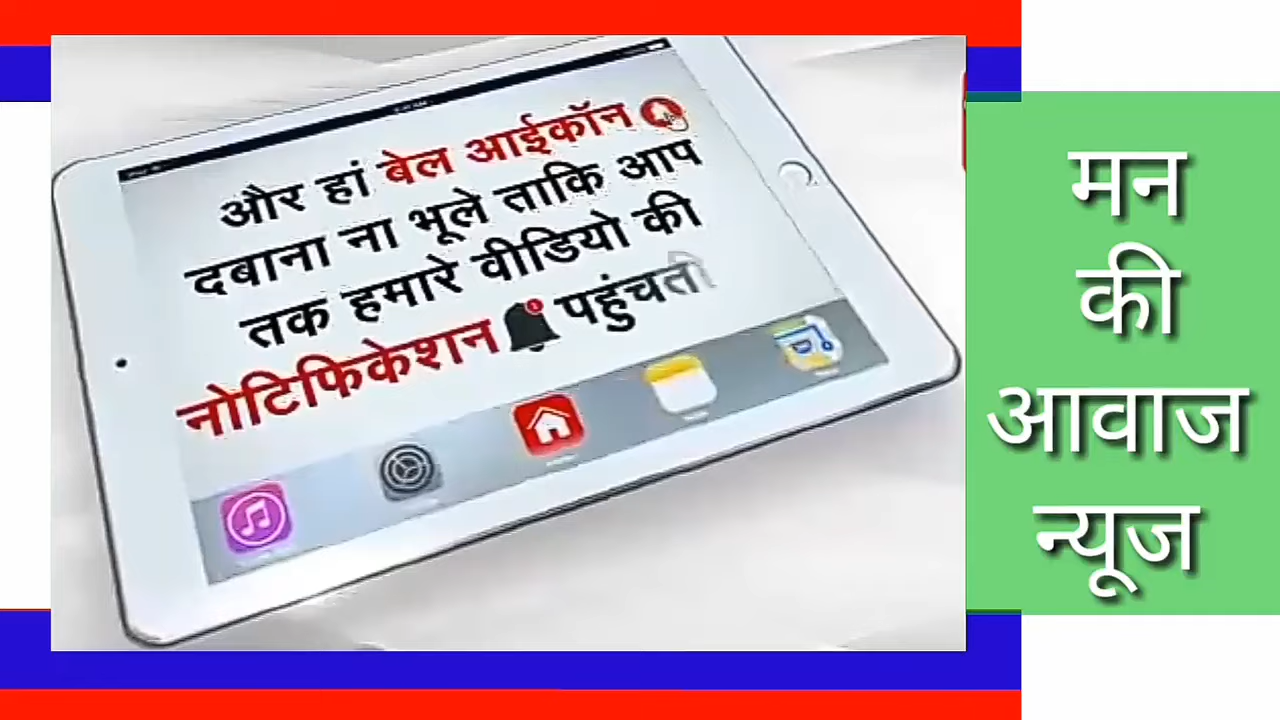 और हां बेल आईकॉन
दबाना ना भूले ताकि आप
तक हमारे वीडियो की
नोटिफिकेशन पहुंचती
मन
की
आवाज
न्यूज